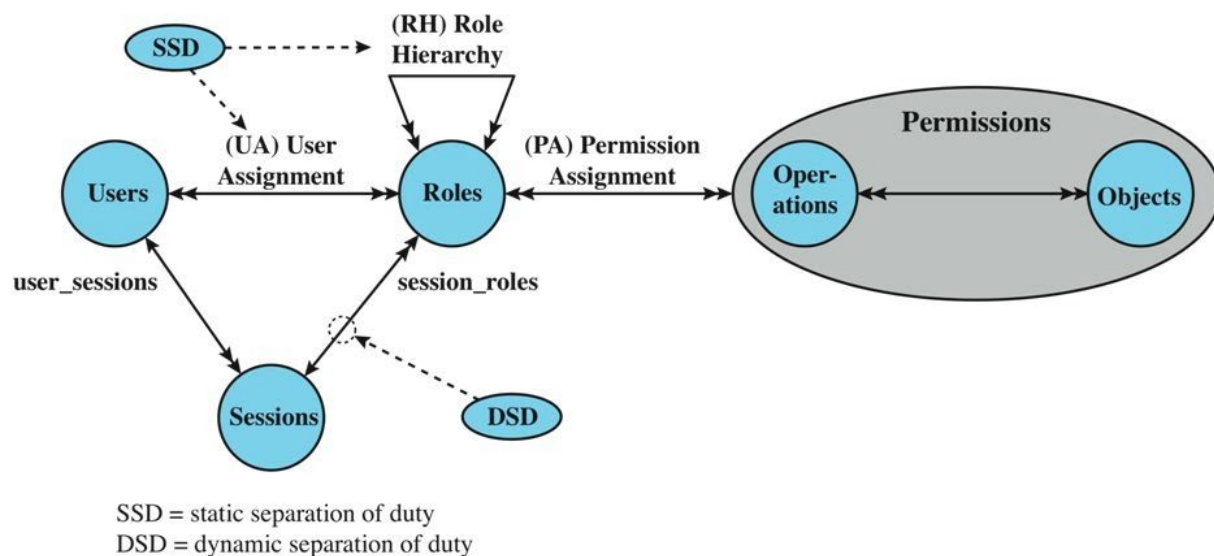 SSD
(RH) Role
Hierarchy
(UA) User
Assignment
(PA) Permission
Assignment
Permissions
Users
Roles
Oper-
ations
Objects
user_sessions
session_roles
Sessions
DSD
SSD = static separation of duty
DSD = dynamic separation of duty